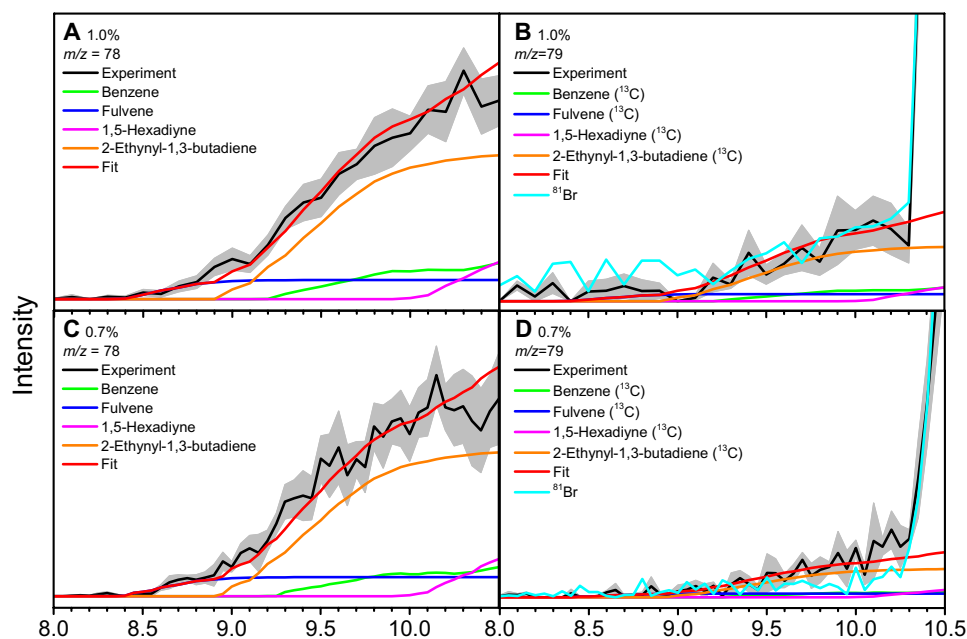 A 1.0%
m/z = 78
Experiment
Benzene
Fulvene
1,5-Hexadiyne
2-Ethynyl-1,3-butadiene
Fit
B 1.0%
m/z=79
Experiment
Benzene (¹³C)
Fulvene (¹³C)
1,5-Hexadiyne (¹³C)
2-Ethynyl-1,3-butadiene (¹³C)
Fit
⁸¹Br
C 0.7%
m/z = 78
Experiment
Benzene
Fulvene
1,5-Hexadiyne
2-Ethynyl-1,3-butadiene
Fit
D 0.7%
m/z=79
Experiment
Benzene (¹³C)
Fulvene (¹³C)
1,5-Hexadiyne (¹³C)
2-Ethynyl-1,3-butadiene (¹³C)
Fit
⁸¹Br
Intensity
8.0 8.5 9.0 9.5 10.0 8.0 8.5 9.0 9.5 10.0 10.5